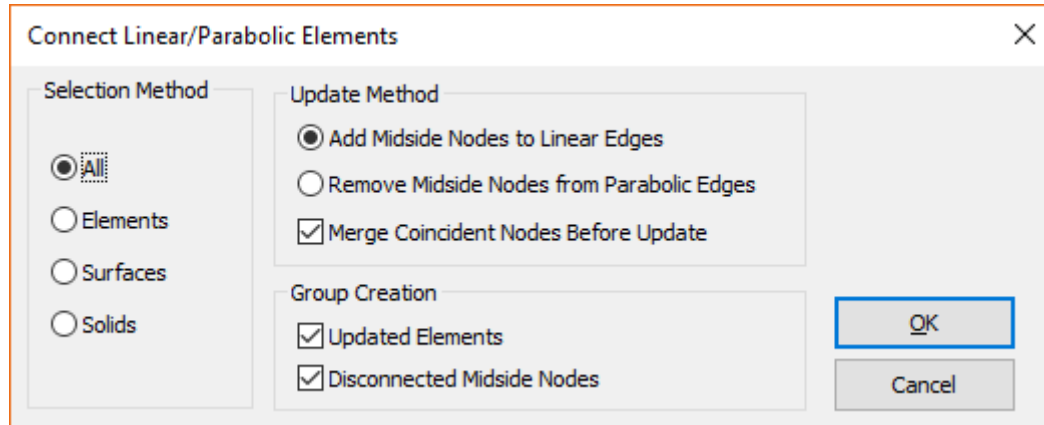 Connect Linear/Parabolic Elements
Selection Method
All
Elements
Surfaces
Solids
Update Method
Add Midside Nodes to Linear Edges
Remove Midside Nodes from Parabolic Edges
Merge Coincident Nodes Before Update
Group Creation
Updated Elements
Disconnected Midside Nodes
OK
Cancel